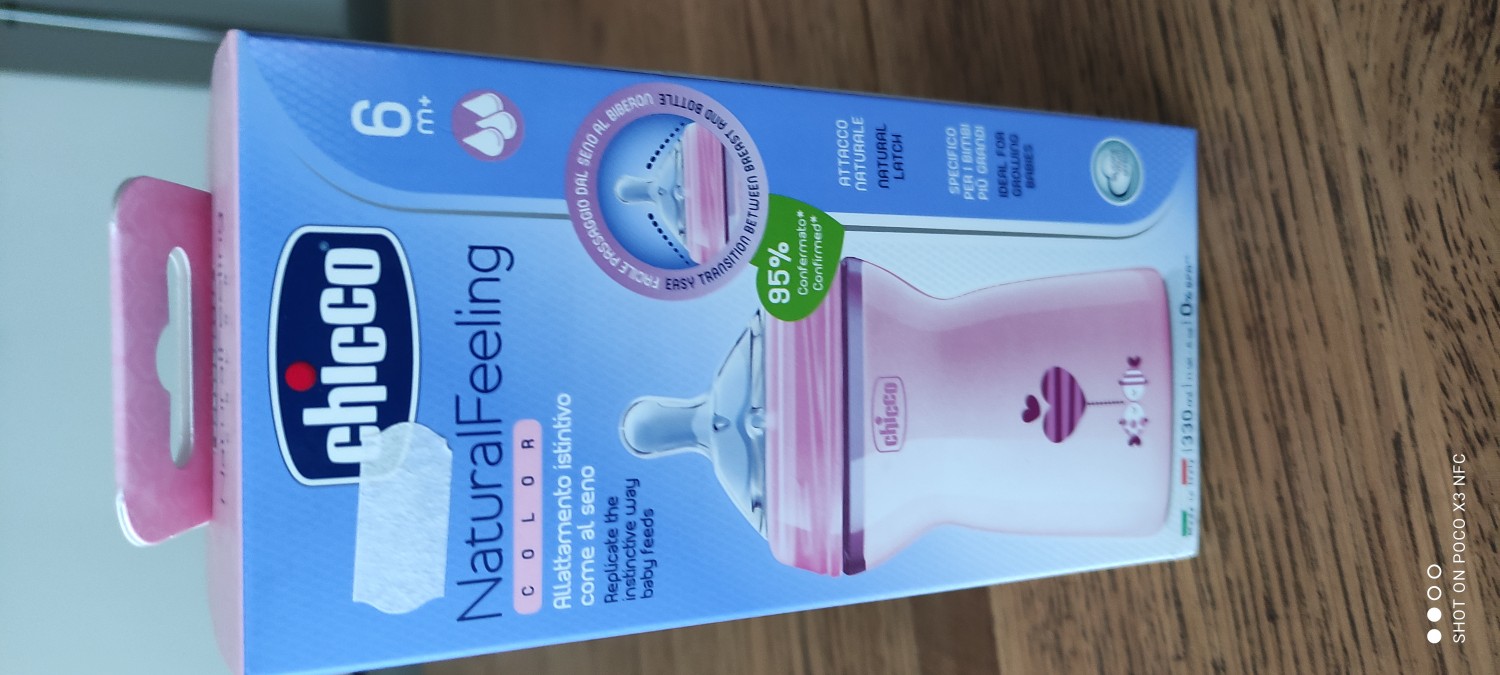 chicco
NaturalFeeling
COLOR
Allattamento istintivo
come al seno
Replicate the
instinctive way
baby feeds
6
m+
FACILE PASSAGGIO DAL SENO AL BIBERON
EASY TRANSITION BETWEEN BREAST AND BOTTLE
95%
Confermato*
Confirmed*
ATTACCO
NATURALE
NATURAL
LATCH
SPECIFICO
PER I BIMBI
PIÙ GRANDI
IDEAL FOR
GROWING
BABIES
chicco
330
0%
SHOT ON POCO X3 NFC